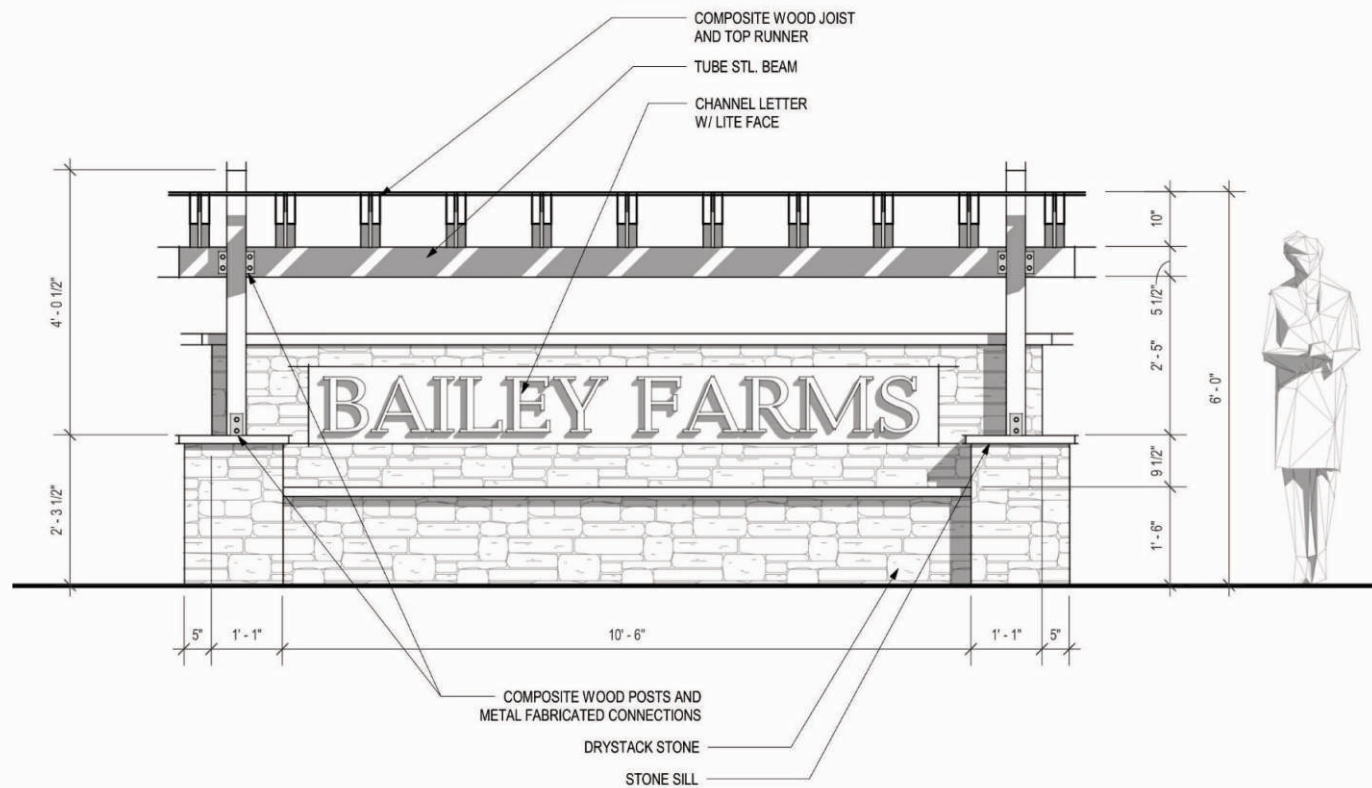 COMPOSITE WOOD JOIST
AND TOP RUNNER
TUBE STL. BEAM
CHANNEL LETTER
W/ LITE FACE
4' - 0 1/2"
2' - 3 1/2"
BAILEY FARMS
10"
5 1/2"
2' - 5"
9 1/2"
1' - 6"
6' - 0"
5"
1' - 1"
10' - 6"
1' - 1"
5"
COMPOSITE WOOD POSTS AND
METAL FABRICATED CONNECTIONS
DRYSTACK STONE
STONE SILL